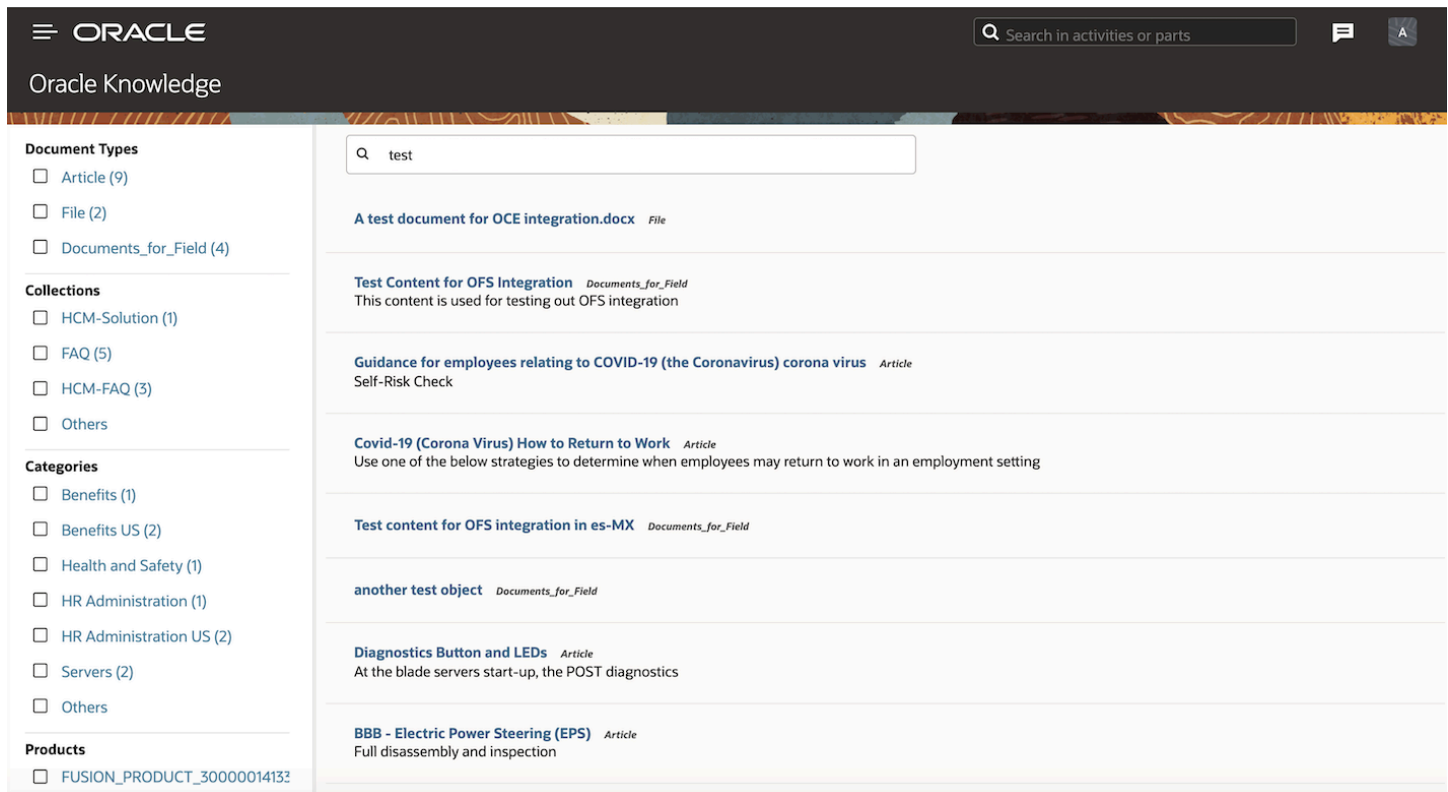 ORACLE
Search in activities or parts
A
Oracle Knowledge
Document Types
Article (9)
File (2)
Documents_for_Field (4)
Collections
HCM-Solution (1)
FAQ (5)
HCM-FAQ (3)
Others
Categories
Benefits (1)
Benefits US (2)
Health and Safety (1)
HR Administration (1)
HR Administration US (2)
Servers (2)
Others
Products
FUSION_PRODUCT_30000014133
test
A test document for OCE integration.docx File
Test Content for OFS Integration Documents_for_Field
This content is used for testing out OFS integration
Guidance for employees relating to COVID-19 (the Coronavirus) corona virus Article
Self-Risk Check
Covid-19 (Corona Virus) How to Return to Work Article
Use one of the below strategies to determine when employees may return to work in an employment setting
Test content for OFS integration in es-MX Documents_for_Field
another test object Documents_for_Field
Diagnostics Button and LEDs Article
At the blade servers start-up, the POST diagnostics
BBB - Electric Power Steering (EPS) Article
Full disassembly and inspection